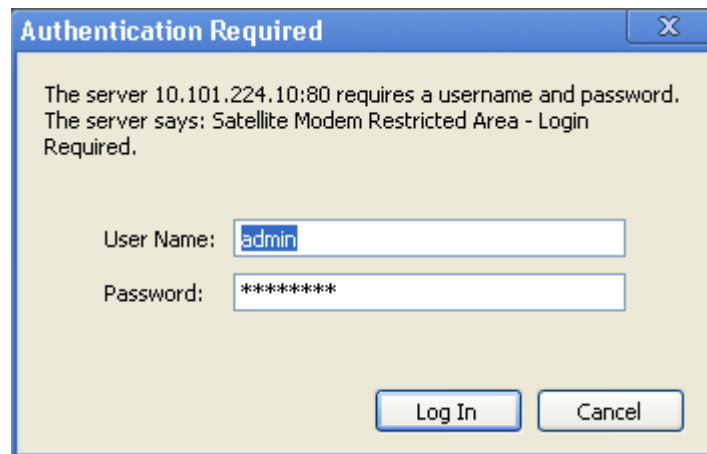 Authentication Required
X
The server 10.101.224.10:80 requires a username and password.
The server says: Satellite Modem Restricted Area - Login
Required.
User Name: admin
Password: ********
Log In Cancel